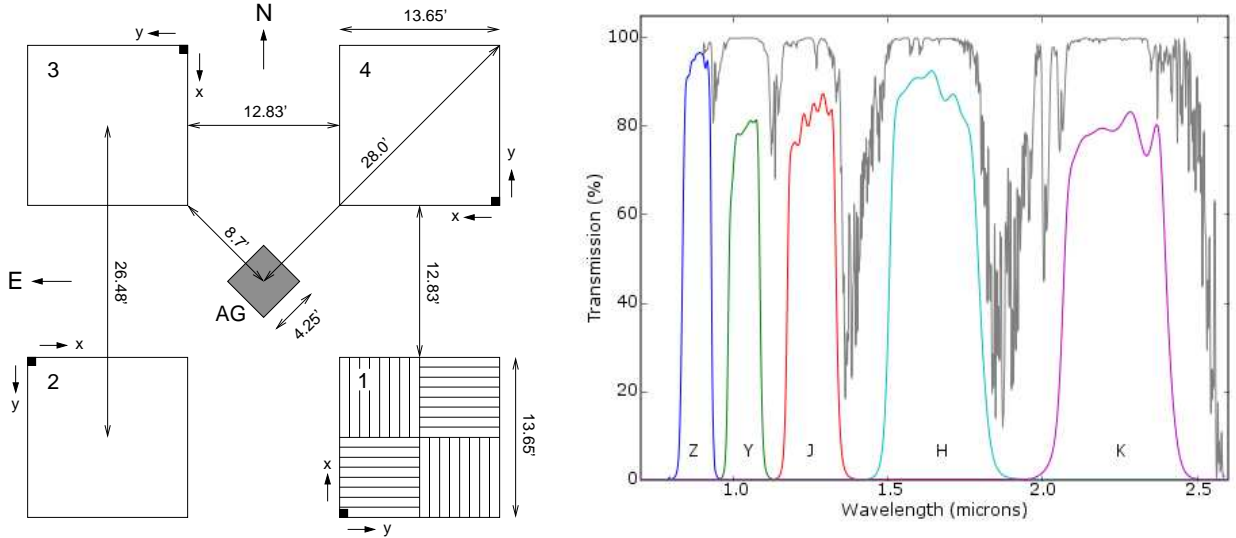 13.65'
N
y
3
x
4
12.83'
28.0'
y
x
8.7'
E
26.48'
AG
4.25'
12.83'
x
2
y
1
x
y
13.65'
100
80
60
40
20
0
Transmission (%)
Z Y J H K
1.0 1.5 2.0 2.5
Wavelength (microns)